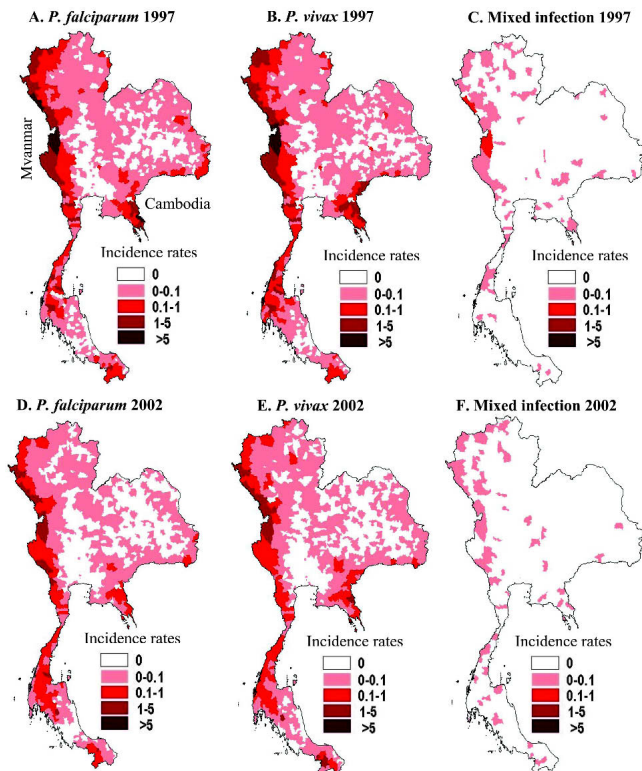 A. P. falciparum 1997
B. P. vivax 1997
C. Mixed infection 1997
Myanmar
Cambodia
Incidence rates
0
0-0.1
0.1-1
1-5
>5
Incidence rates
0
0-0.1
0.1-1
1-5
>5
Incidence rates
0
0-0.1
0.1-1
1-5
>5
D. P. falciparum 2002
E. P. vivax 2002
F. Mixed infection 2002
Incidence rates
0
0-0.1
0.1-1
1-5
>5
Incidence rates
0
0-0.1
0.1-1
1-5
>5
Incidence rates
0
0-0.1
0.1-1
1-5
>5